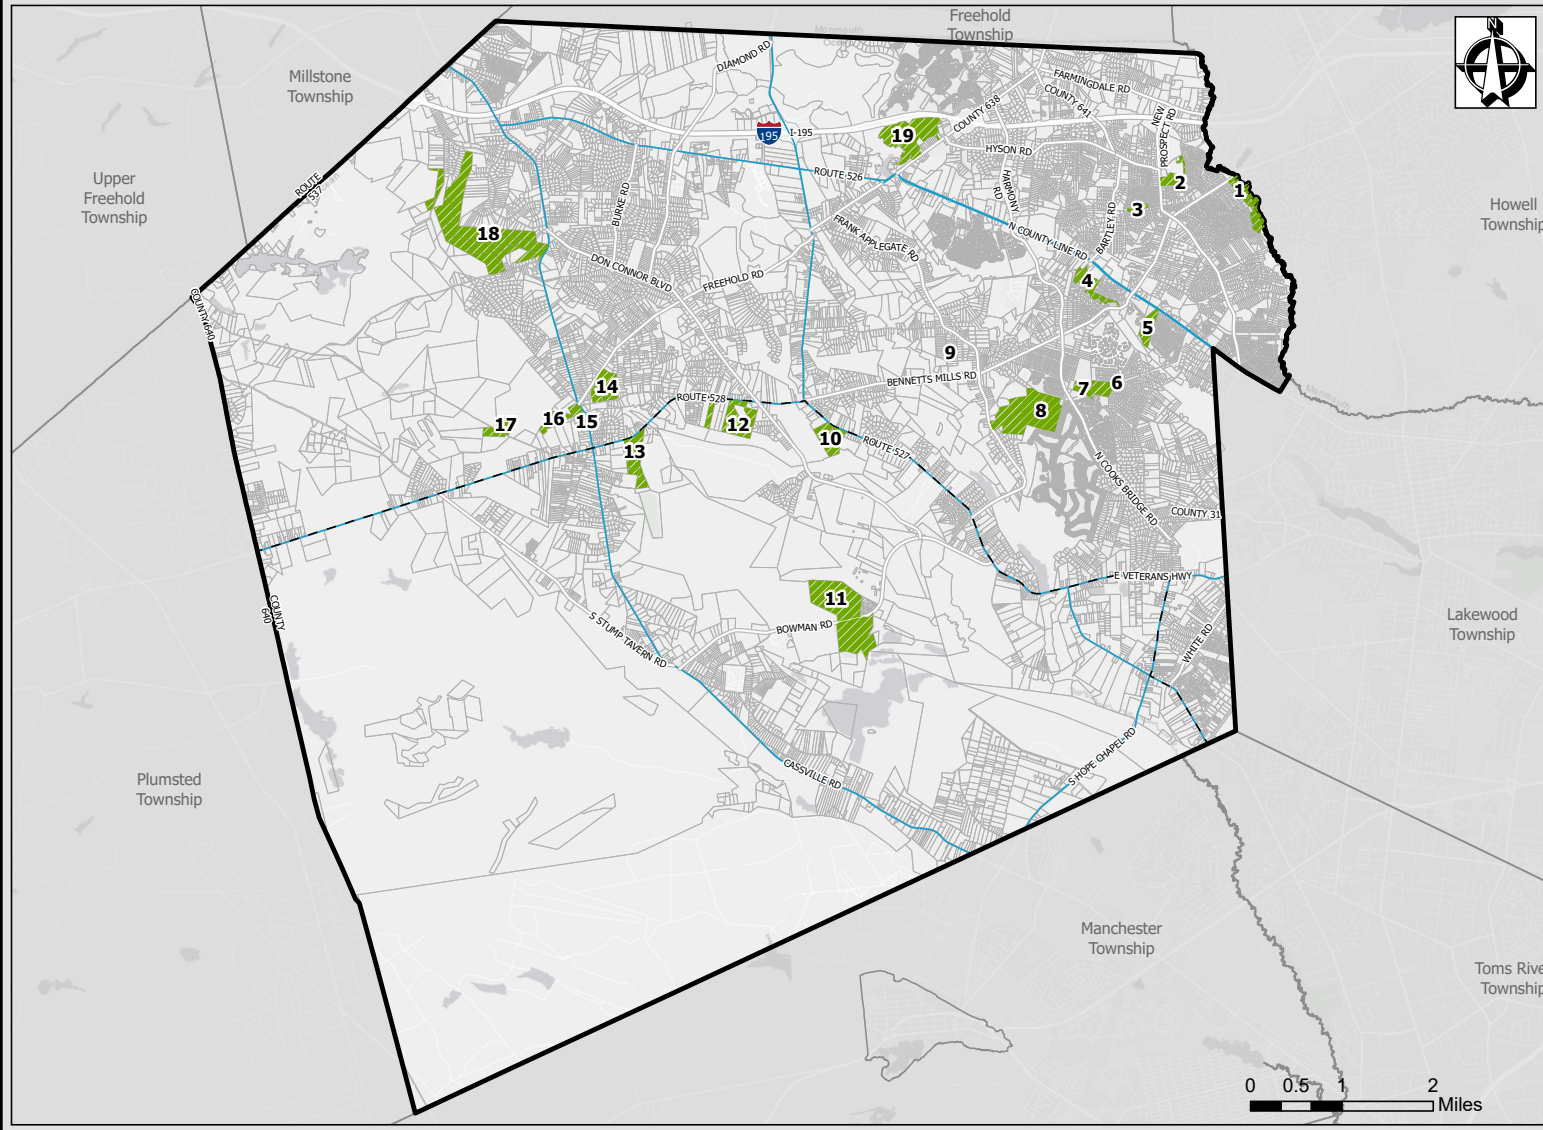 Freehold
Township
N
Millstone
Township
DIAMOND RD
FARMINGDALE RD
COUNTY 641
COUNTY 638
NEW
PROSPECT RD
195
I-195
19
HYSON RD
ROUTE 526
HARMONY
RD
2
1
Upper
Freehold
Township
ROUTE
537
BURKE RD
3
BARTLEY RD
Howell
Township
FRANK APPLEGATE RD
N COUNTY LINE RD
18
DON CONNOR BLVD
FREEHOLD RD
4
COUNTY 640
5
9
BENNETTS MILLS RD
14
7
6
ROUTE 528
8
17
16
15
12
10
13
ROUTE 527
N COOKS BRIDGE RD
COUNTY 31
E VETERANS HWY
COUNTY
640
11
S STUMP TAVERN RD
BOWMAN RD
WHITE RD
Lakewood
Township
CASSVILLE RD
S HOPE CHAPEL RD
Plumsted
Township
Manchester
Township
Toms Rive
Township
0 0.5 1 2
Miles